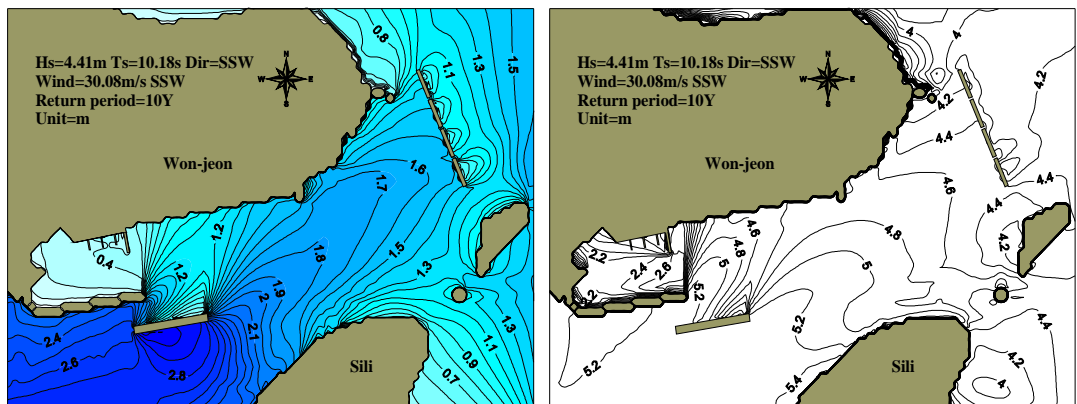 Hs=4.41m Ts=10.18s Dir=SSW
Wind=30.08m/s SSW
Return period=10Y
Unit=m
N
W E
S
Won-jeon
Sili
0.8
1.1
1.3
1.5
1.6
1.7
1.2
1.8
1.5
1.2
0.4
1.3
1.9
2
2.1
2.4
2.6
2.8
1.3
1.1
0.9
0.7
Hs=4.41m Ts=10.18s Dir=SSW
Wind=30.08m/s SSW
Return period=10Y
Unit=m
N
W E
S
Won-jeon
Sili
4
4
4.2
4.2
4.4
4.4
4.6
4.4
4.6
4.8
4.8
4.2
2.2
2.4
2.6
5
5
5.2
5.2
5.2
5.4
4.4
4.2
4